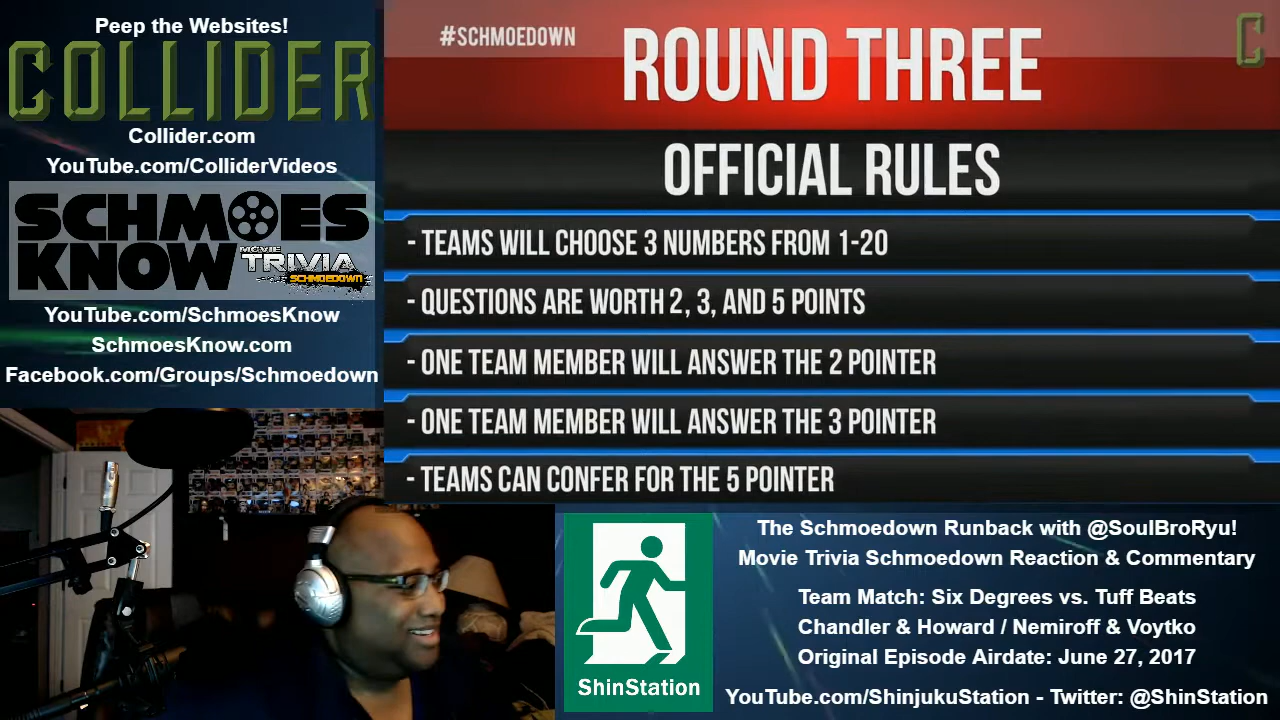 Peep the Websites!
COLLIDER
Collider.com
YouTube.com/ColliderVideos
SCHMOES
KNOW
MOVIE
TRIVIA
SCHMOEDOWN
YouTube.com/SchmoesKnow
SchmoesKnow.com
Facebook.com/Groups/Schmoedown
#SCHMOEDOWN
C
ROUND THREE
OFFICIAL RULES
- TEAMS WILL CHOOSE 3 NUMBERS FROM 1-20
- QUESTIONS ARE WORTH 2, 3, AND 5 POINTS
- ONE TEAM MEMBER WILL ANSWER THE 2 POINTER
- ONE TEAM MEMBER WILL ANSWER THE 3 POINTER
- TEAMS CAN CONFER FOR THE 5 POINTER
ShinStation
The Schmoedown Runback with @SoulBroRyu!
Movie Trivia Schmoedown Reaction & Commentary
Team Match: Six Degrees vs. Tuff Beats
Chandler & Howard / Nemiroff & Voytko
Original Episode Airdate: June 27, 2017
YouTube.com/ShinjukuStation - Twitter: @ShinStation